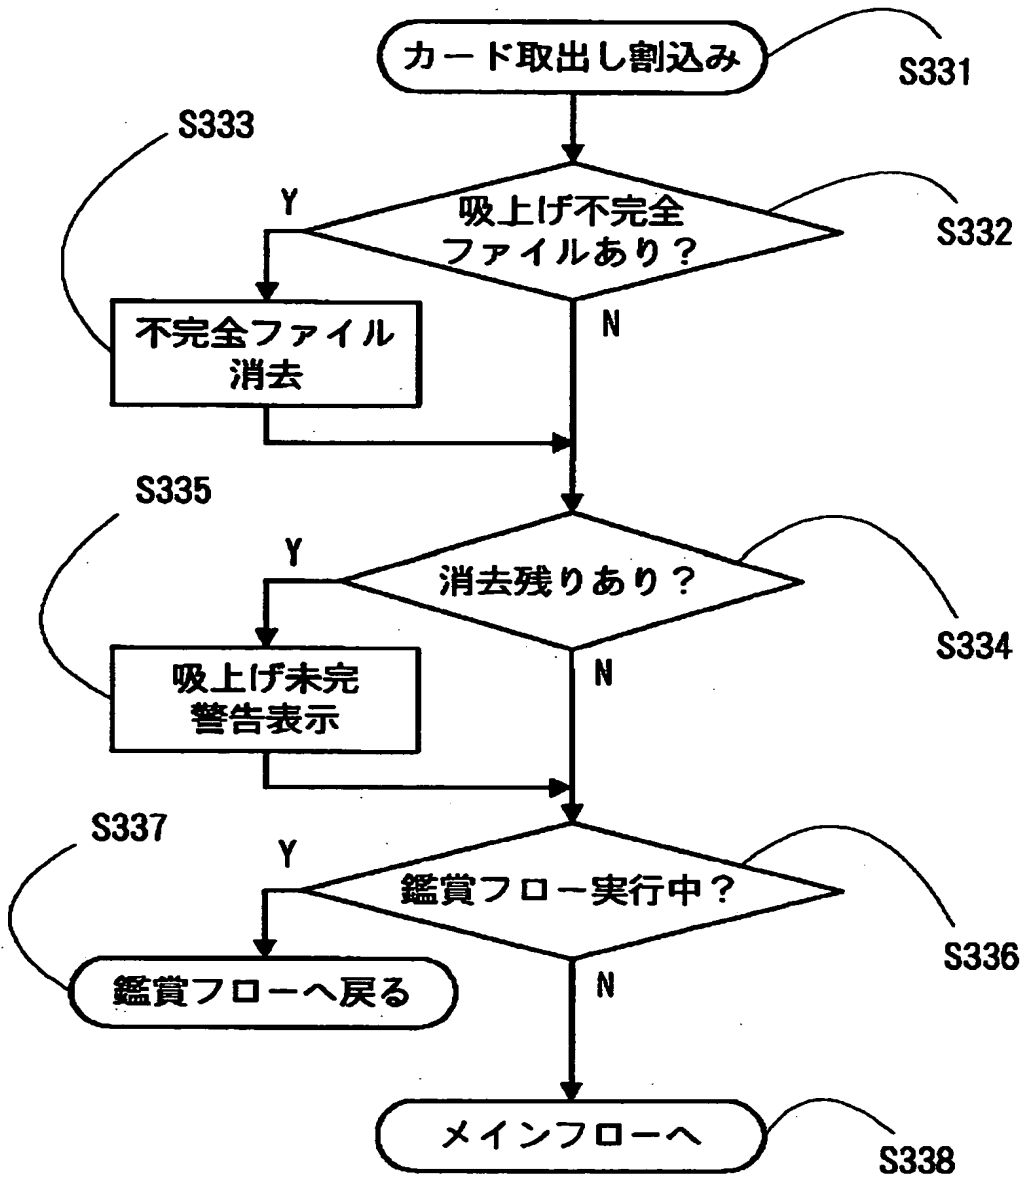 カード取出し割込み
S331
S333
Y
吸上げ不完全
ファイルあり？
S332
N
不完全ファイル
消去
S335
Y
消去残りあり？
S334
N
吸上げ未完
警告表示
S337
Y
鑑賞フロー実行中？
S336
N
鑑賞フローへ戻る
メインフローへ
S338